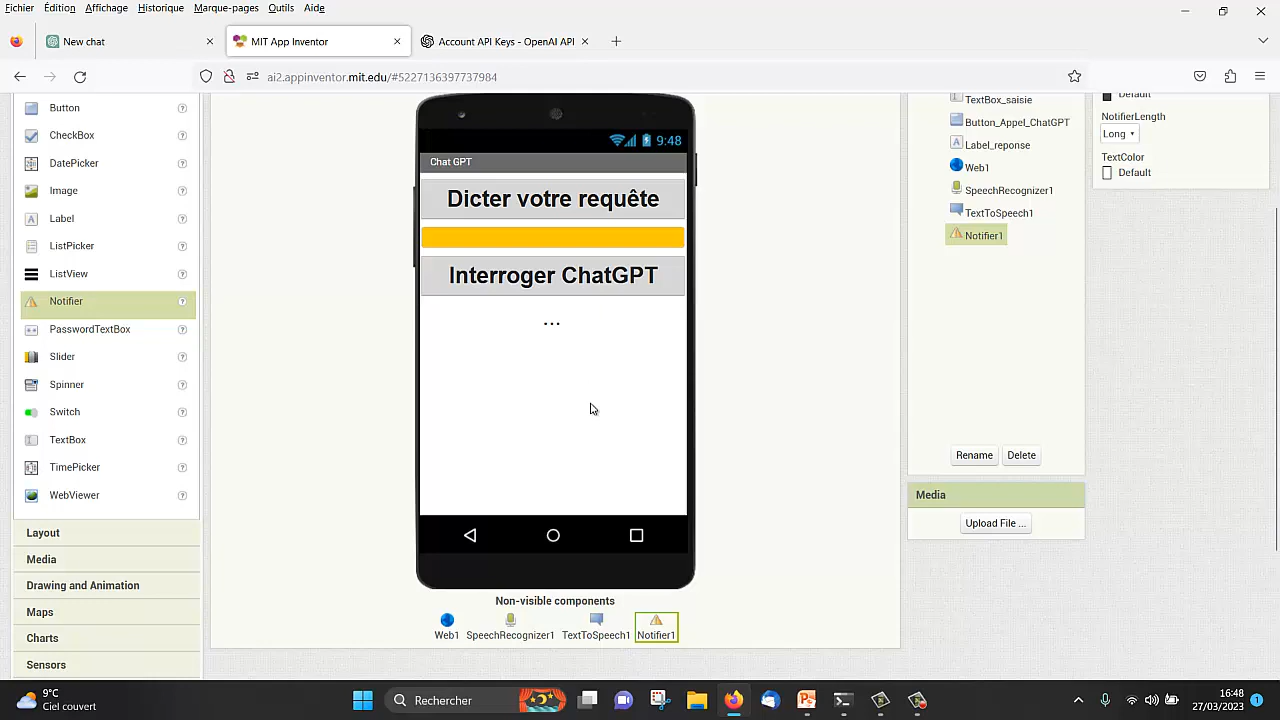 Fichier Édition Affichage Historique Marque-pages Outils Aide
New chat
MIT App Inventor
Account API Keys - OpenAI API
ai2.appinventor.mit.edu/#5227136397737984
Button
CheckBox
DatePicker
Image
Label
ListPicker
ListView
Notifier
PasswordTextBox
Slider
Spinner
Switch
TextBox
TimePicker
WebViewer
Layout
Media
Drawing and Animation
Maps
Charts
Sensors
9:48
Chat GPT
Dicter votre requête
Interroger ChatGPT
...
Non-visible components
Web1 SpeechRecognizer1 TextToSpeech1 Notifier1
TextBox_saisie
Button_Appel_ChatGPT
Label_reponse
Web1
SpeechRecognizer1
TextToSpeech1
Notifier1
Rename Delete
Media
Upload File ...
Default
NotifierLength
Long
TextColor
Default
9°C
Ciel couvert
Rechercher
16:48
27/03/2023